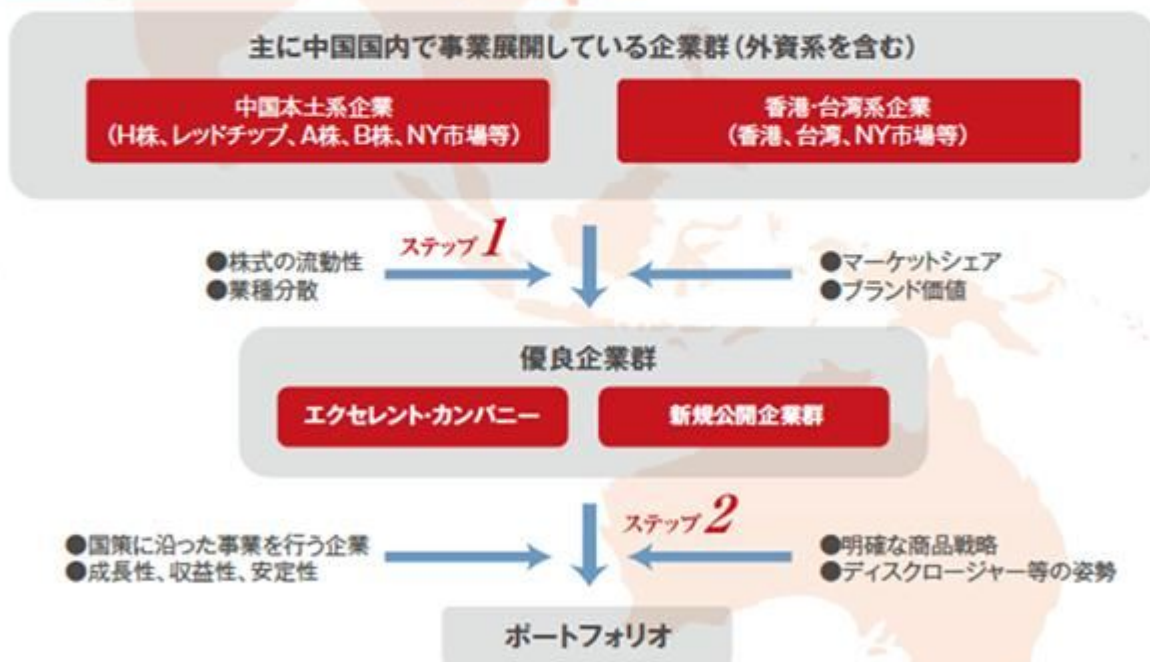 主に中国国内で事業展開している企業群(外資系を含む)
中国本土系企業
(H株、レッドチップ、A株、B株、NY市場等)
香港・台湾系企業
(香港、台湾、NY市場等)
ステップ1
●株式の流動性
●業種分散
●マーケットシェア
●ブランド価値
優良企業群
エクセレント・カンパニー
新規公開企業群
ステップ2
●国策に沿った事業を行う企業
●成長性、収益性、安定性
●明確な商品戦略
●ディスクロージャー等の姿勢
ポートフォリオ